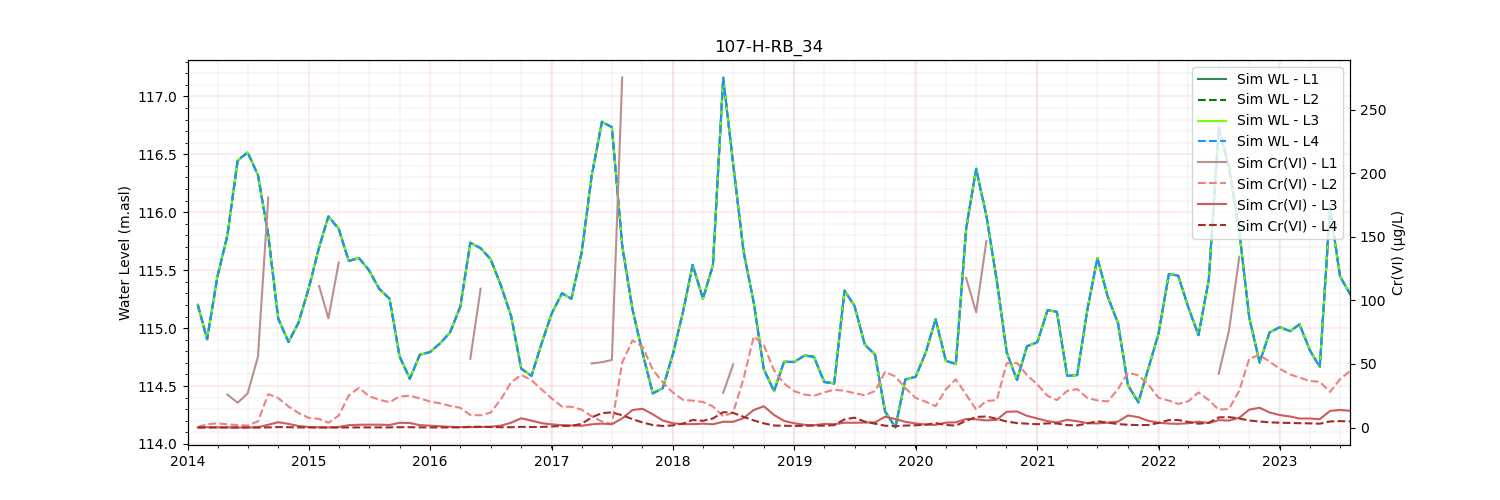 107-H-RB_34
Water Level (m.asl)
117.0
116.5
116.0
115.5
115.0
114.5
114.0
Sim WL - L1
Sim WL - L2
Sim WL - L3
Sim WL - L4
Sim Cr(VI) - L1
Sim Cr(VI) - L2
Sim Cr(VI) - L3
Sim Cr(VI) - L4
250
200
150
100
50
0
Cr(VI) (µg/L)
2014 2015 2016 2017 2018 2019 2020 2021 2022 2023